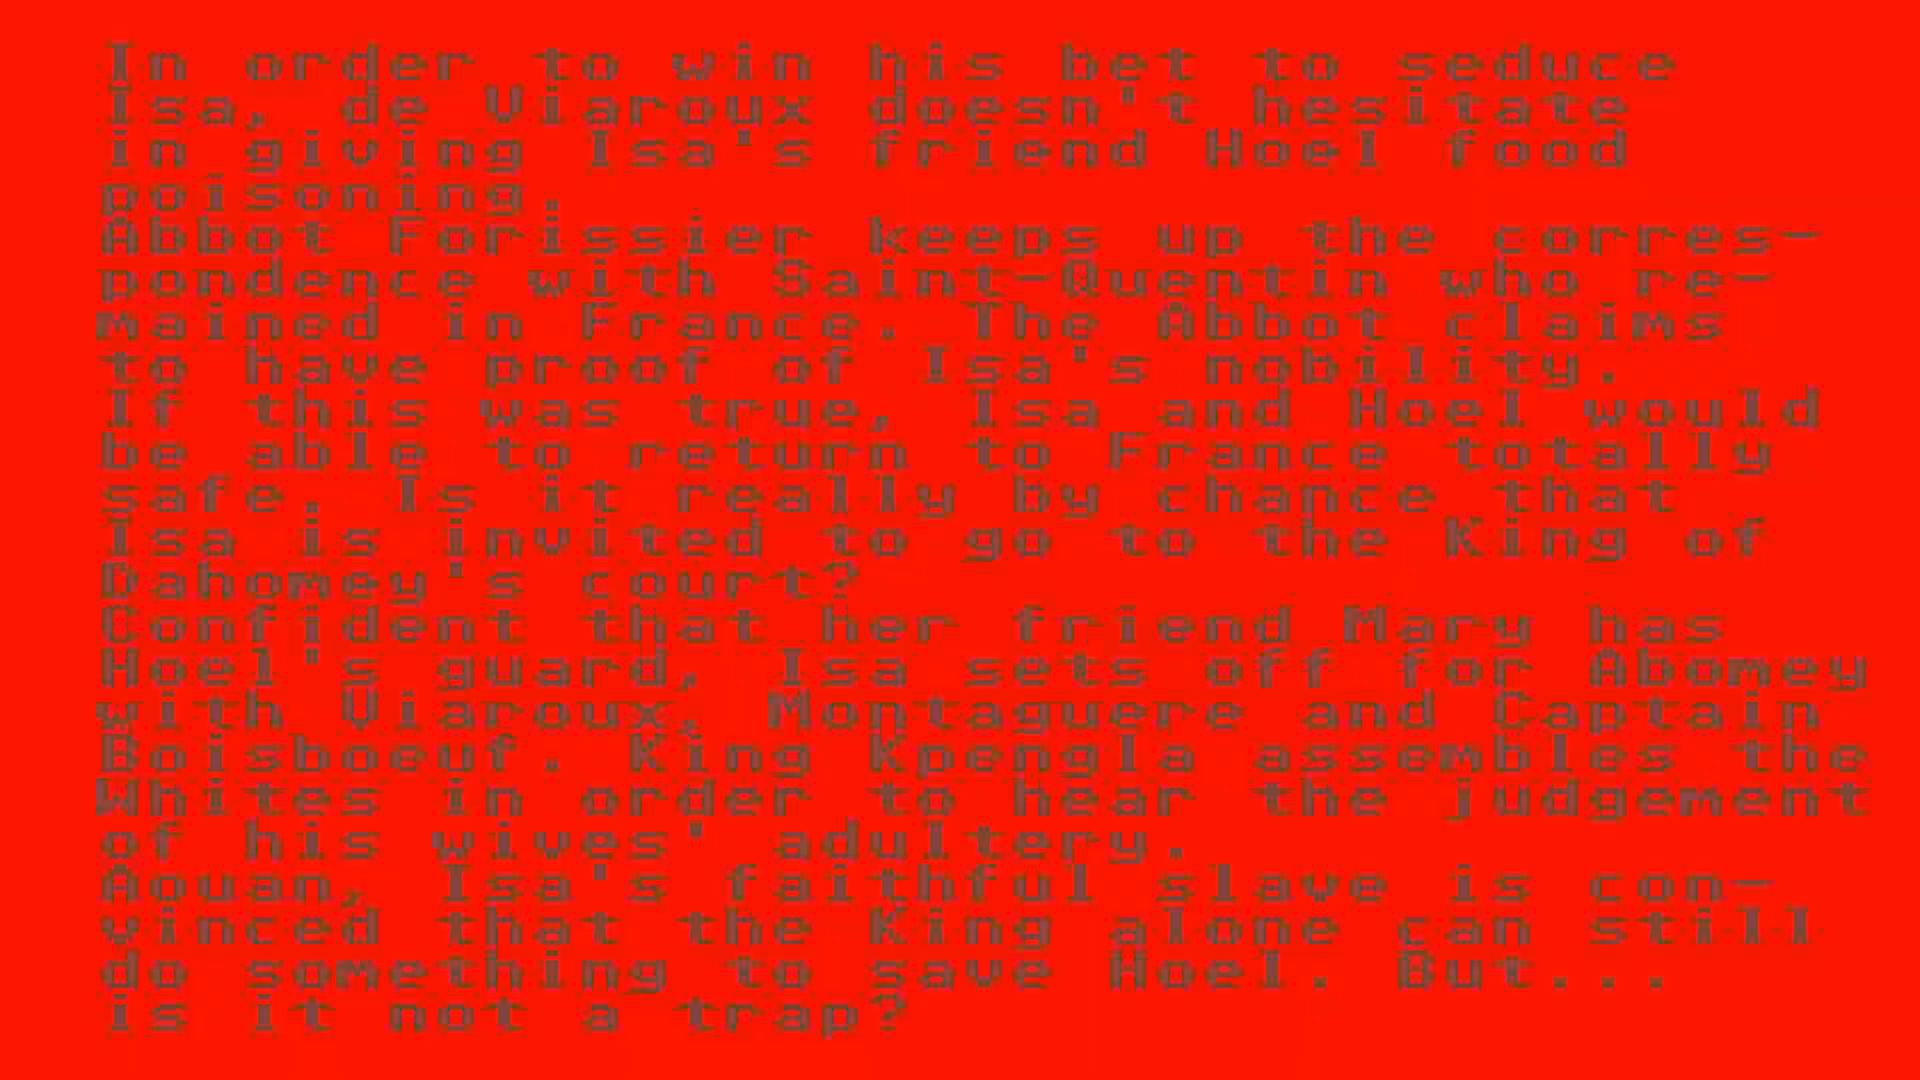 In order to win his bet to seduce
Isa, de Viaroux doesn't hesitate
in giving Isa's friend Hoel food
poisoning.
Abbot Forissier keeps up the corres-
pondence with Saint-Quentin who re-
mained in France. The Abbot claims
to have proof of Isa's nobility.
If this was true, Isa and Hoel would
be able to return to France totally
safe. Is it really by chance that
Isa is invited to go to the King of
Dahomey's court?
Confident that her friend Mary has
Hoel's guard, Isa sets off for Abomey
with Viaroux, Montaguere and Captain
Boisboeuf. King Kpengla assembles the
Whites in order to hear the judgement
of his wives' adultery.
Aouan, Isa's faithful slave is con-
vinced that the King alone can still
do something to save Hoel. But...
is it not a trap?